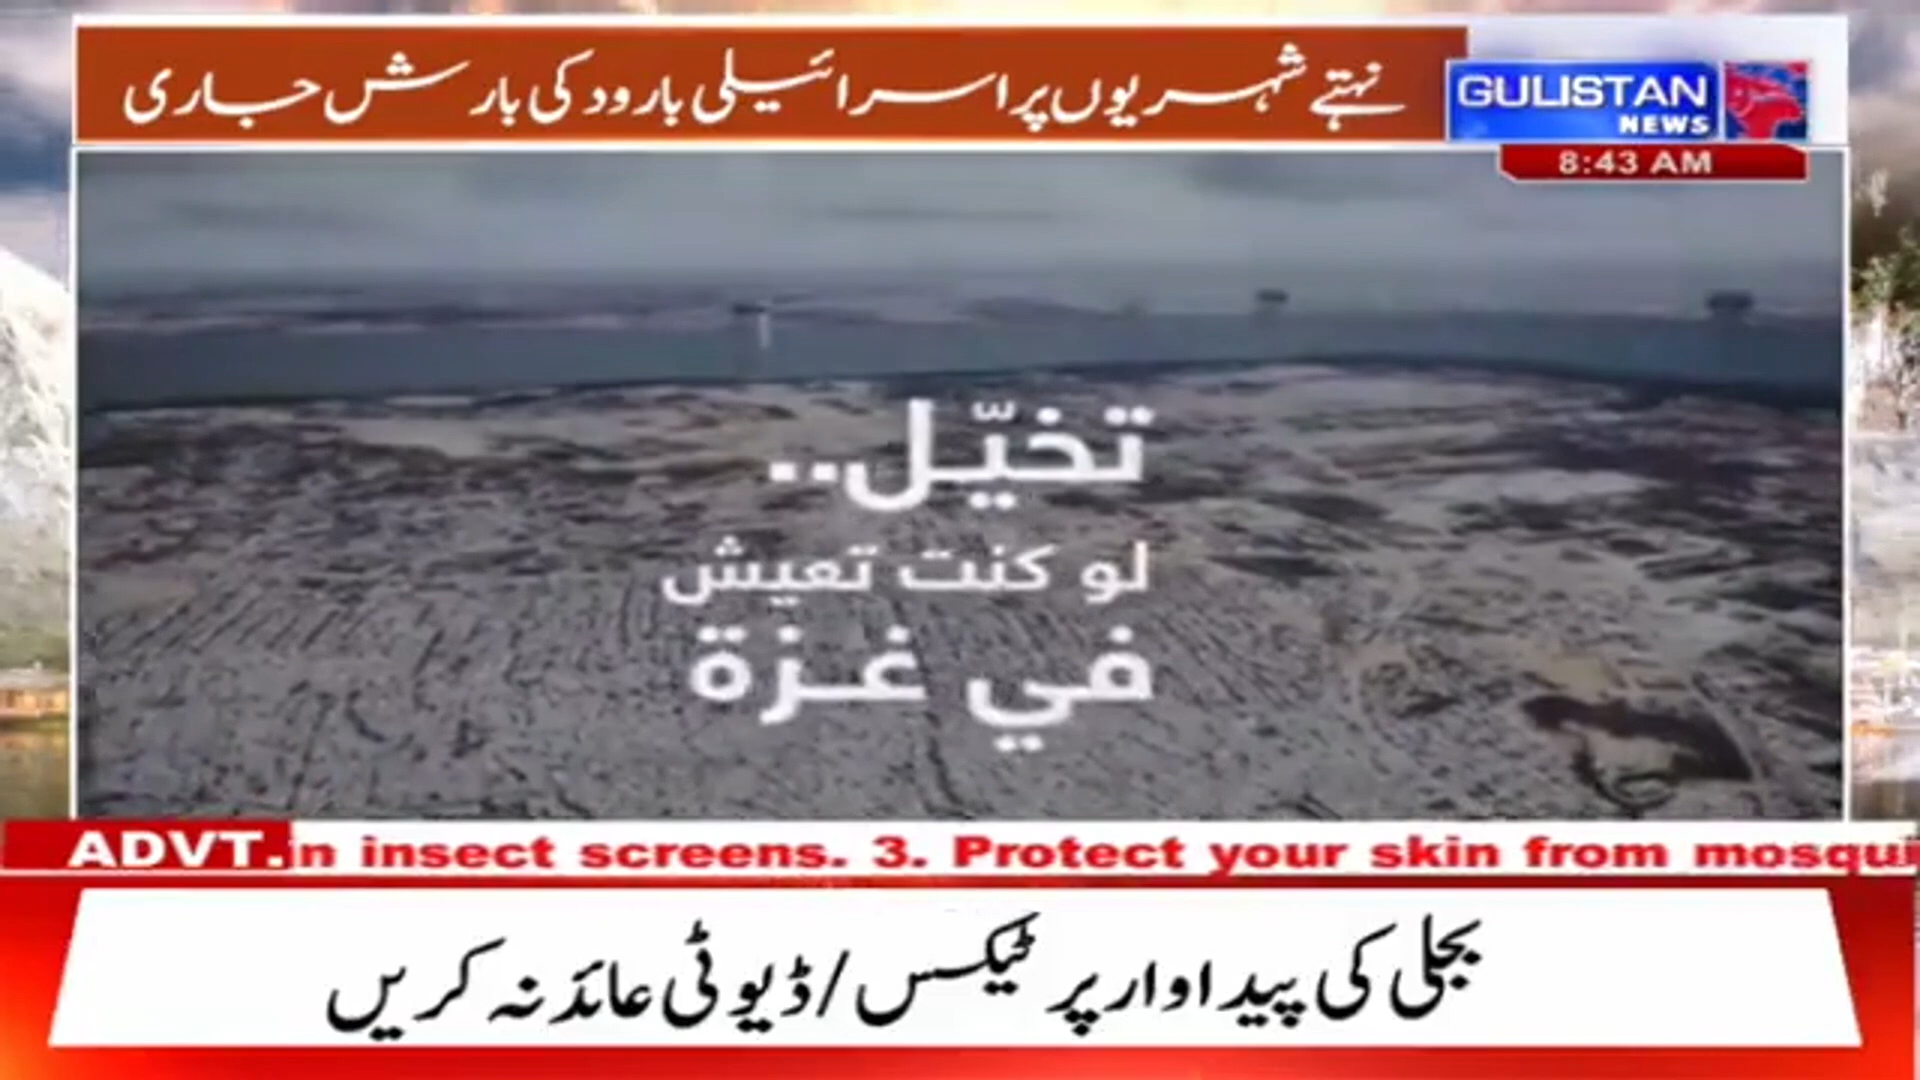 نہتے شہریوں پر اسرائیلی بارود کی بارش جاری
GULISTAN
NEWS
8:43 AM
تخيّل..
لو كنت تعيش
في غزة
ADVT. n insect screens. 3. Protect your skin from mosqui
بجلی کی پیداوار پر ٹیکس/ڈیوٹی عائد نہ کریں